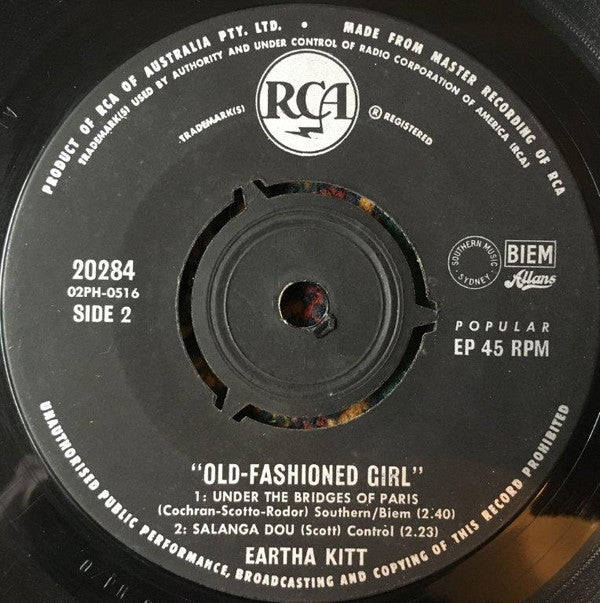 PRODUCT OF RCA OF AUSTRALIA PTY. LTD. • MADE FROM MASTER RECORDING OF RCA
TRADEMARK(S) USED BY AUTHORITY AND UNDER CONTROL OF RADIO CORPORATION OF AMERICA (RCA)
RCA
TRADEMARK(S) ® REGISTERED
20284
02PH-0516
SIDE 2
SOUTHERN MUSIC
SYDNEY
BIEM
Allans
POPULAR
EP 45 RPM
"OLD-FASHIONED GIRL"
1: UNDER THE BRIDGES OF PARIS
(Cochran-Scotto-Rodor) Southern/Biem (2.40)
2: SALANGA DOU (Scott) Control (2.23)
EARTHA KITT
UNAUTHORISED PUBLIC PERFORMANCE, BROADCASTING AND COPYING OF THIS RECORD PROHIBITED